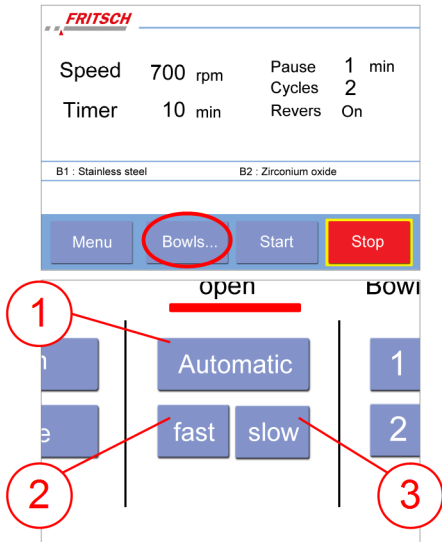 FRITSCH
Speed 700 rpm Pause 1 min
Cycles 2
Timer 10 min Revers On
B1 : Stainless steel B2 : Zirconium oxide
Menu Bowls... Start Stop
open
1
Automatic 1
fast slow 2
2 3